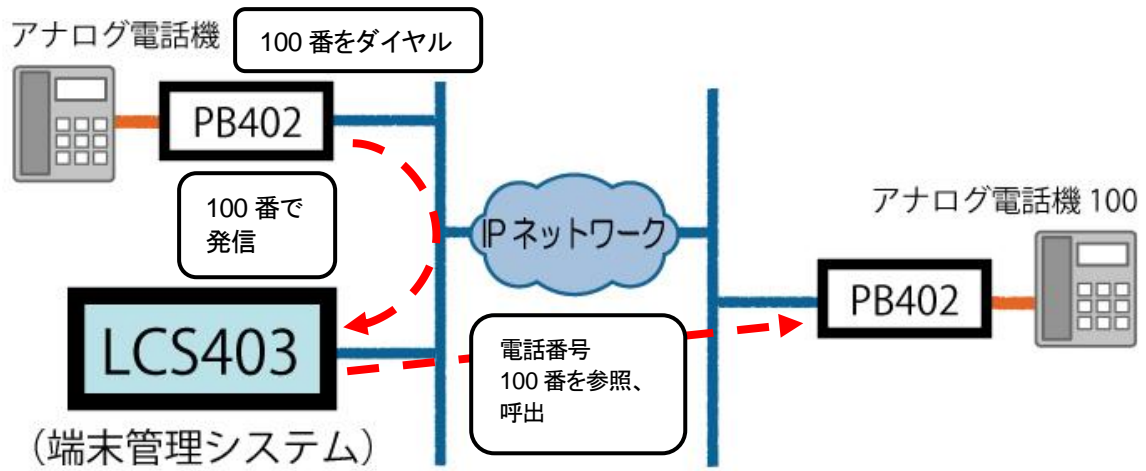 アナログ電話機
100 番をダイヤル
PB402
100 番で
発信
IP ネットワーク
アナログ電話機 100
PB402
LCS403
電話番号
100 番を参照、
呼出
（端末管理システム）